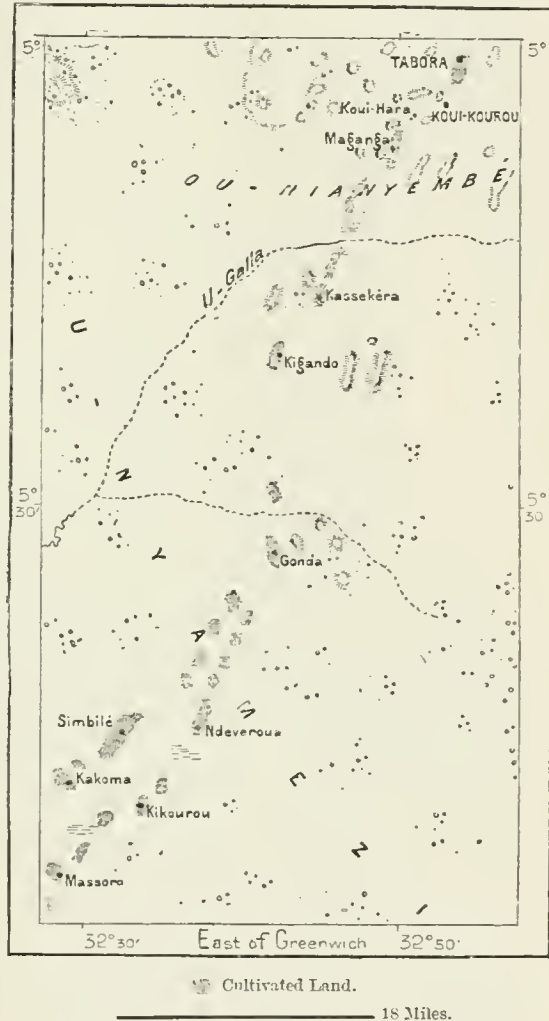 5°
5°
TABORA
Koui-Hara
KOUI-KOUROU
Maganga
OU-NIANYEMBÉ
U-Galla
Kassekéra
Kigando
UNIYAMEZI
5°
30'
5°
30'
Gonda
Simbilé
Ndeveroua
Kakoma
Kikourou
Massoro
32°30'
East of Greenwich
32°50'
Cultivated Land.
18 Miles.